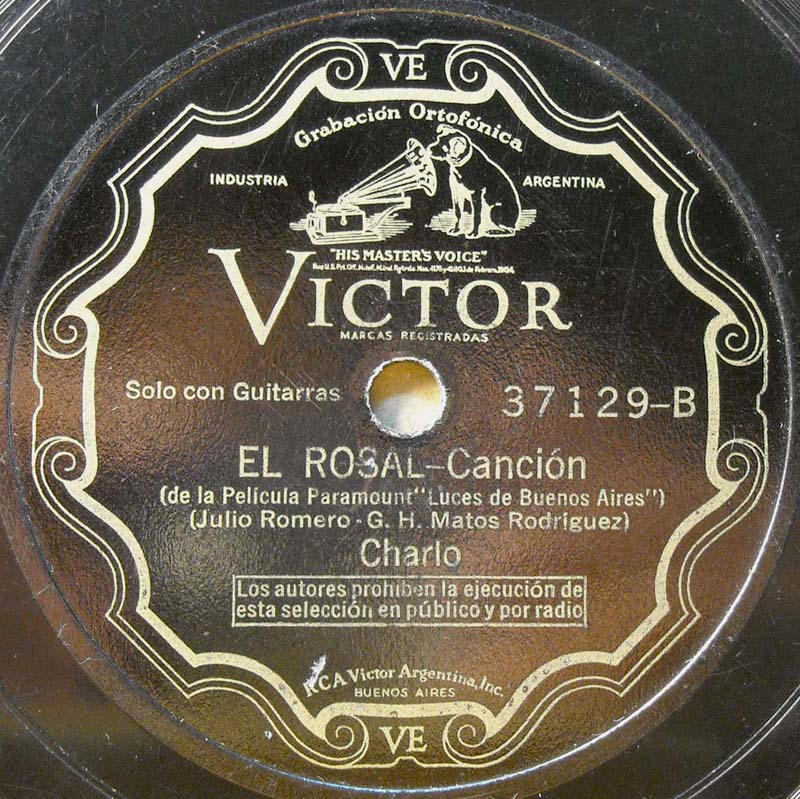 VE
Grabación Ortofónica
INDUSTRIA ARGENTINA
"HIS MASTER'S VOICE"
VICTOR
MARCAS REGISTRADAS
Solo con Guitarras 37129-B
EL ROSAL-Canción
(de la Película Paramount "Luces de Buenos Aires")
(Julio Romero - G. H. Matos Rodríguez)
Charlo
Los autores prohiben la ejecución de
esta selección en público y por radio
RCA Victor Argentina, Inc.
BUENOS AIRES
VE